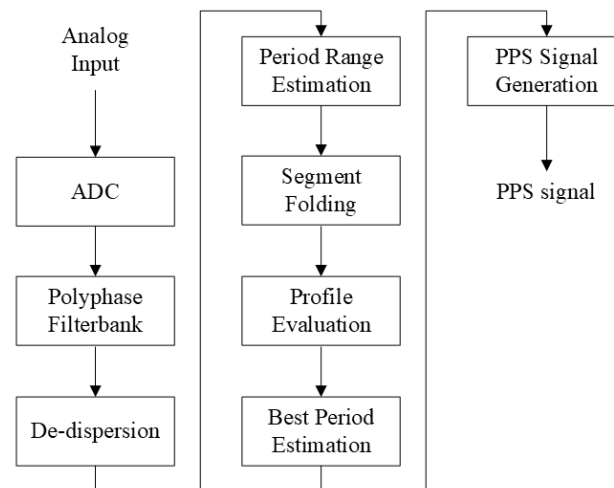 Analog
Input
ADC
Polyphase
Filterbank
De-dispersion
Period Range
Estimation
Segment
Folding
Profile
Evaluation
Best Period
Estimation
PPS Signal
Generation
PPS signal